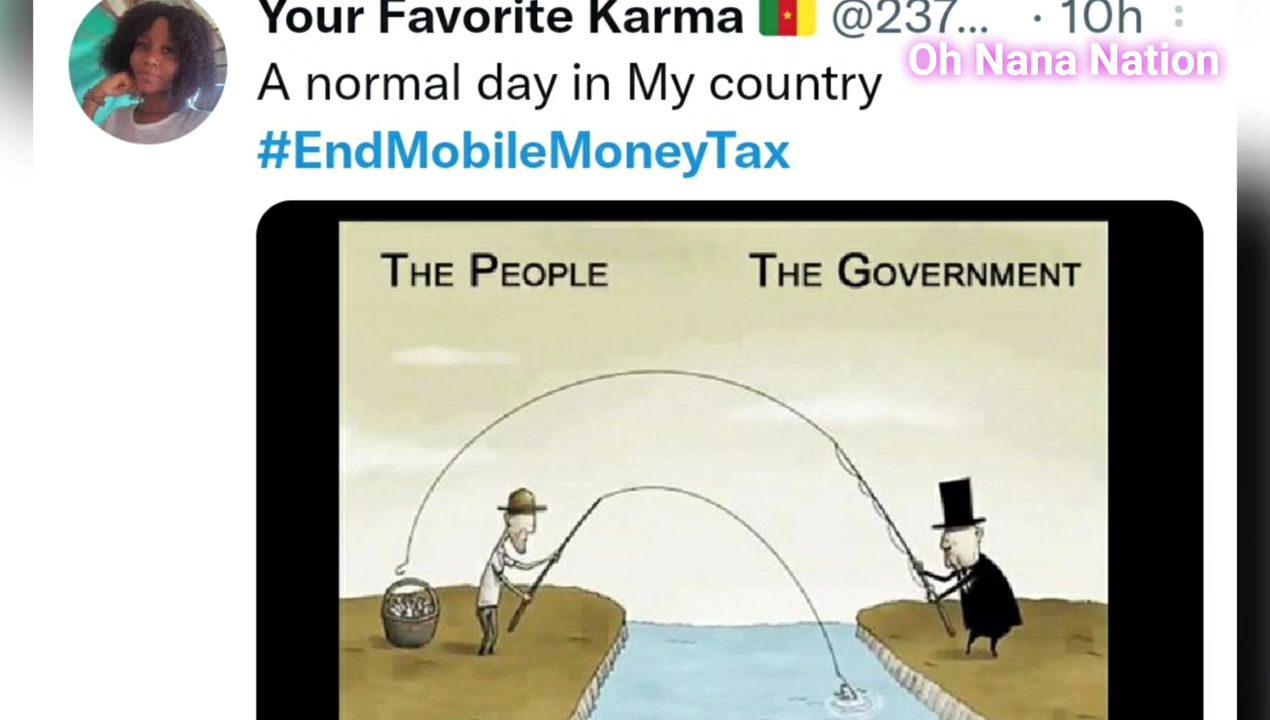 Your Favorite Karma 🇨🇲 @237... · 10h
Oh Nana Nation
A normal day in My country
#EndMobileMoneyTax
THE PEOPLE THE GOVERNMENT